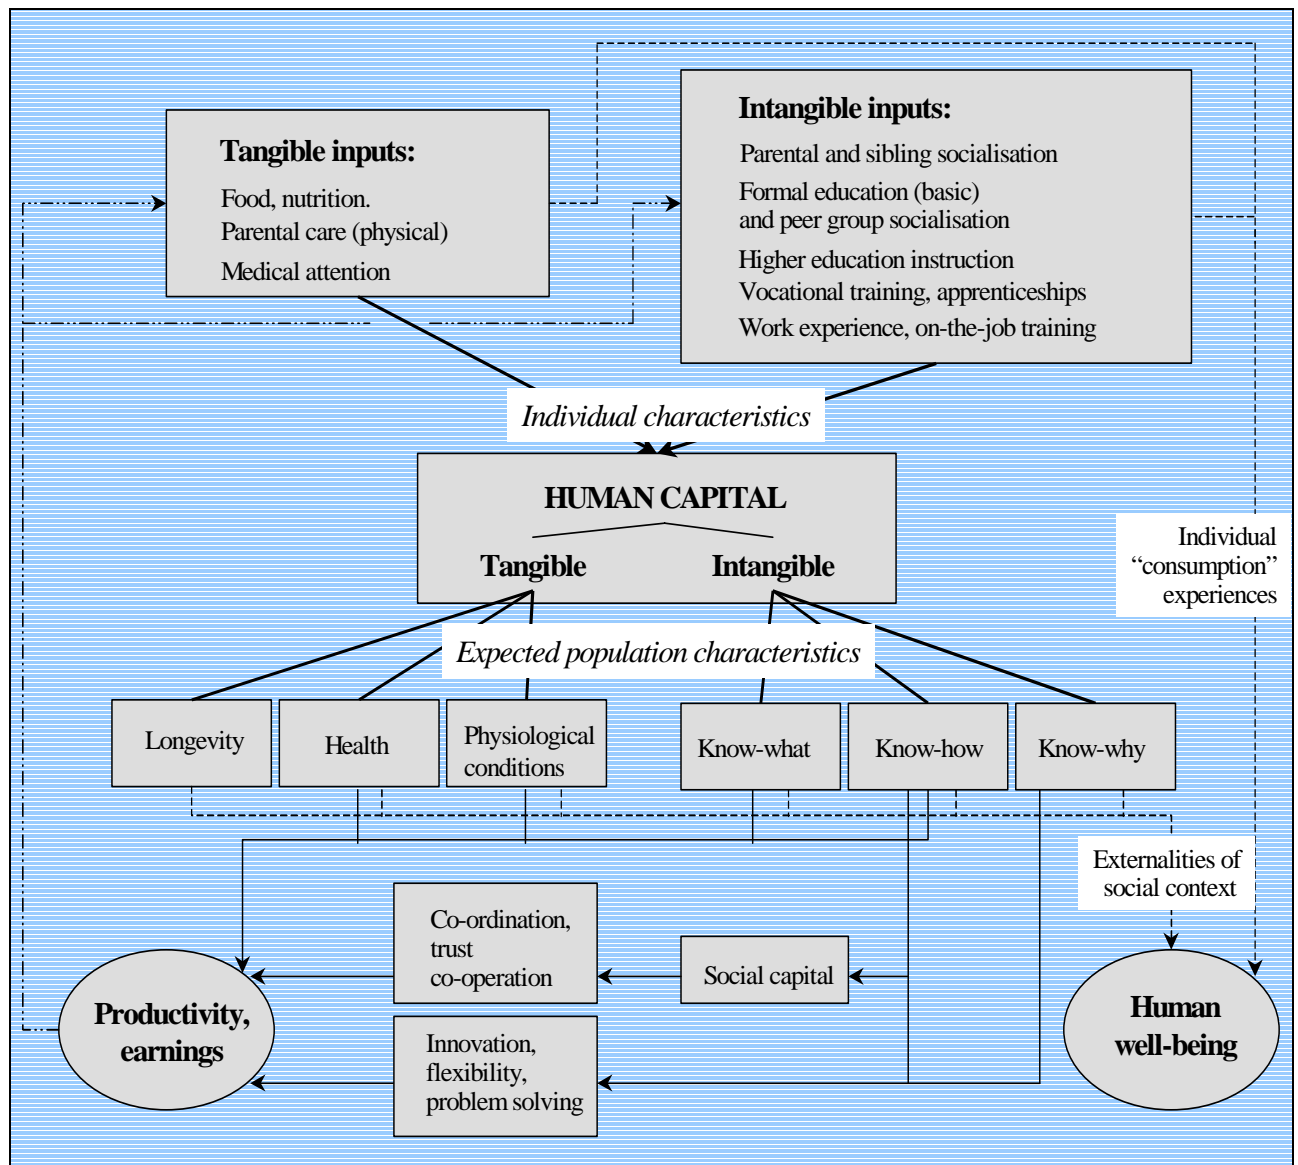 Tangible inputs:
Food, nutrition.
Parental care (physical)
Medical attention
Intangible inputs:
Parental and sibling socialisation
Formal education (basic)
and peer group socialisation
Higher education instruction
Vocational training, apprenticeships
Work experience, on-the-job training
Individual characteristics
HUMAN CAPITAL
Tangible
Intangible
Individual
“consumption”
experiences
Expected population characteristics
Longevity
Health
Physiological
conditions
Know-what
Know-how
Know-why
Externalities of
social context
Co-ordination,
trust
co-operation
Social capital
Productivity,
earnings
Human
well-being
Innovation,
flexibility,
problem solving